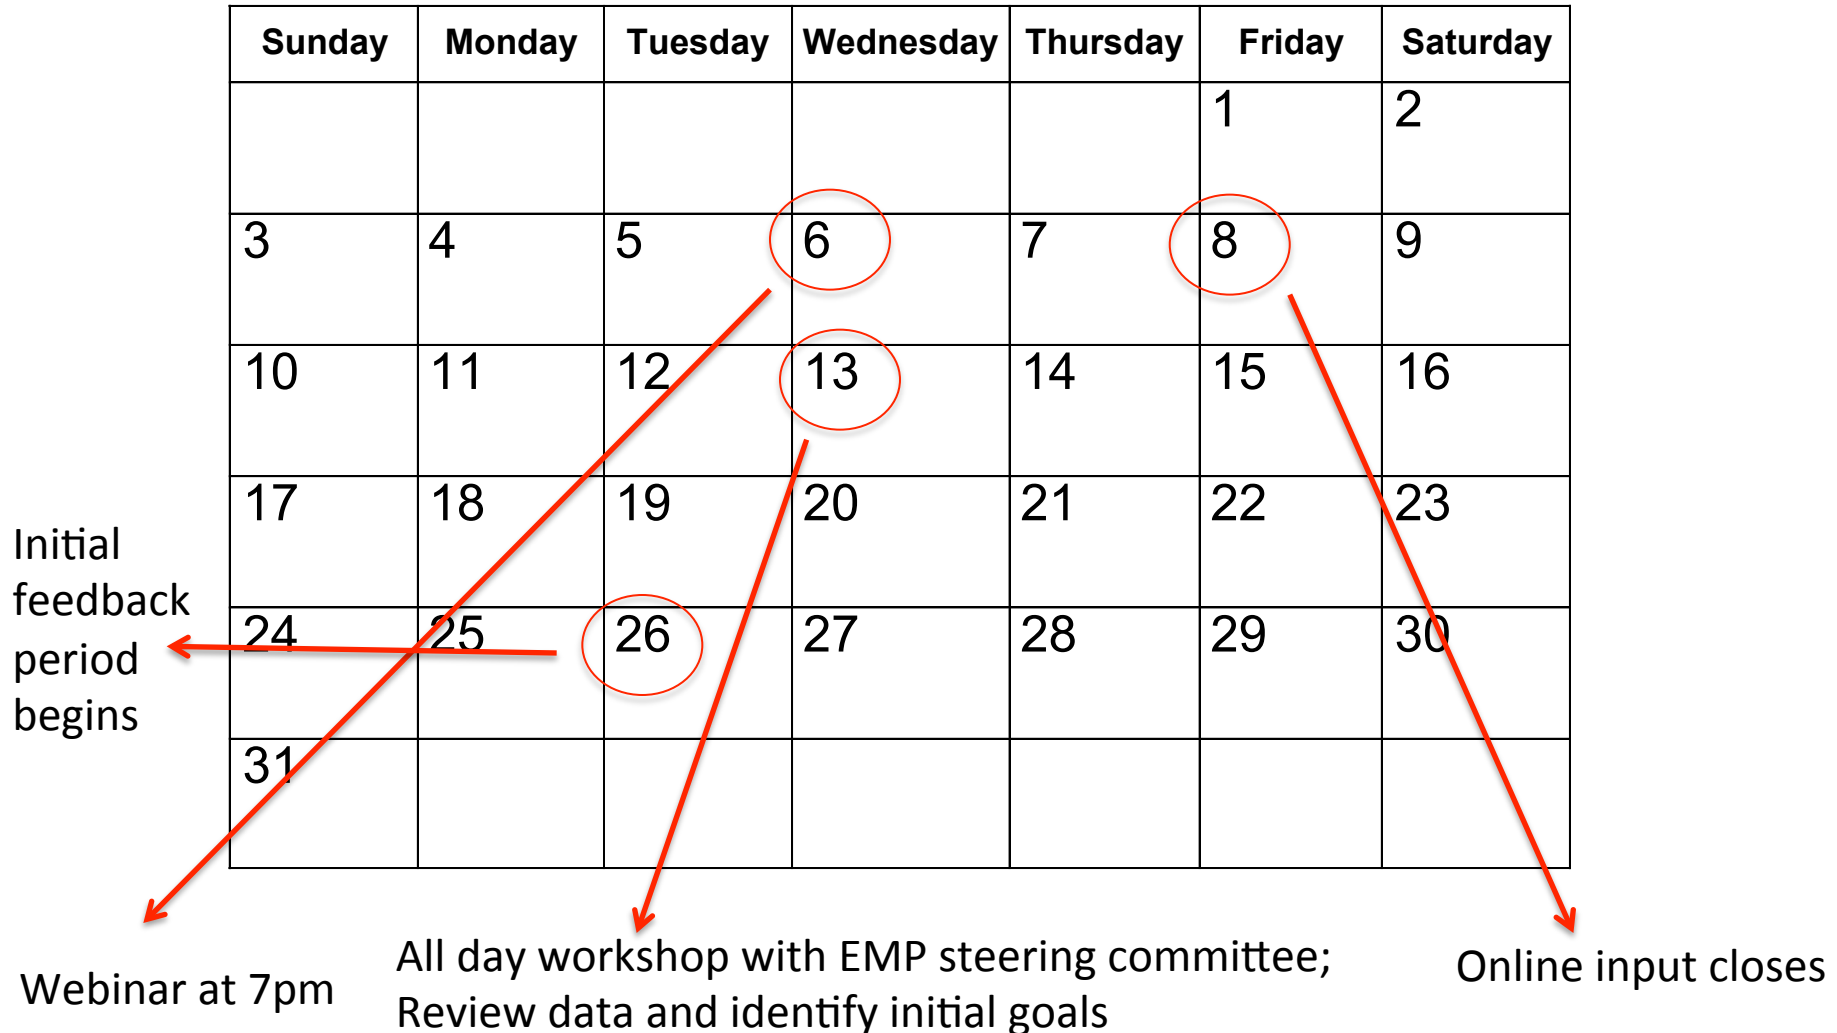 Sunday Monday Tuesday Wednesday Thursday Friday Saturday
1 2
3 4 5 6 7 8 9
10 11 12 13 14 15 16
17 18 19 20 21 22 23
24 25 26 27 28 29 30
31
Initial
feedback
period
begins
Webinar at 7pm
All day workshop with EMP steering committee;
Review data and identify initial goals
Online input closes